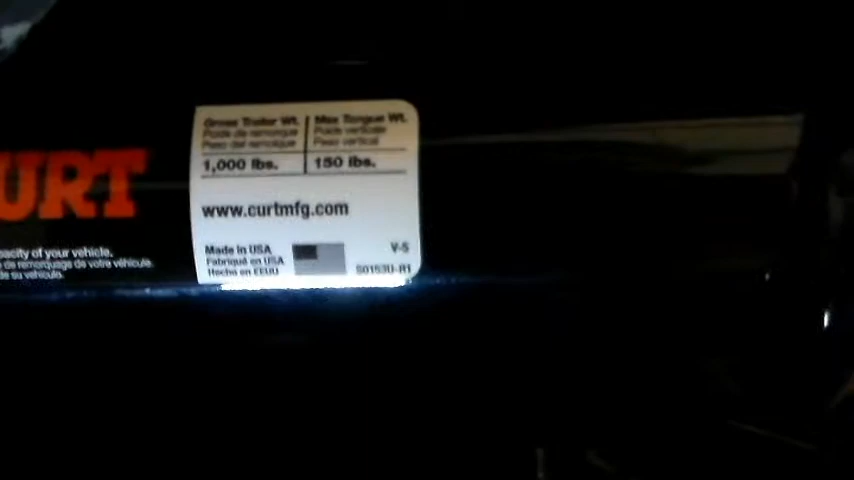 URT
acity of your vehicle.
de remorquage de votre véhicule.
de su vehículo.
Gross Trailer Wt.
Poids de remorque
Peso del remolque
1,000 lbs.
Max Tongue Wt.
Poids verticale
Peso vertical
150 lbs.
www.curtmfg.com
Made in USA
Fabriqué en USA
Hecho en EEUU
Y-5
S0153U-R1